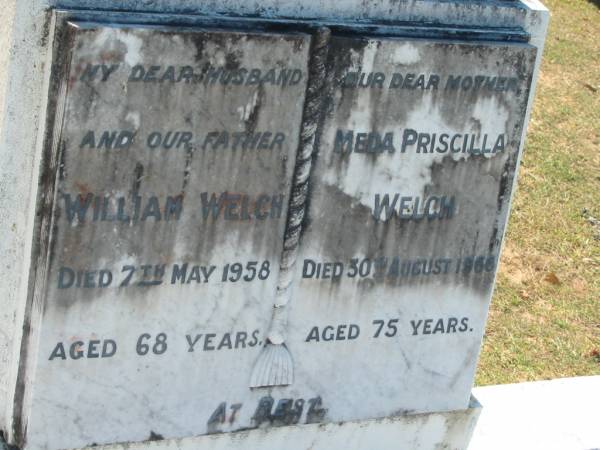 MY DEAR HUSBAND
AND OUR FATHER
WILLIAM WELCH
DIED 7TH MAY 1958
AGED 68 YEARS.
OUR DEAR MOTHER
MEDA PRISCILLA
WELCH
DIED 30TH AUGUST 1968
AGED 75 YEARS.
AT REST